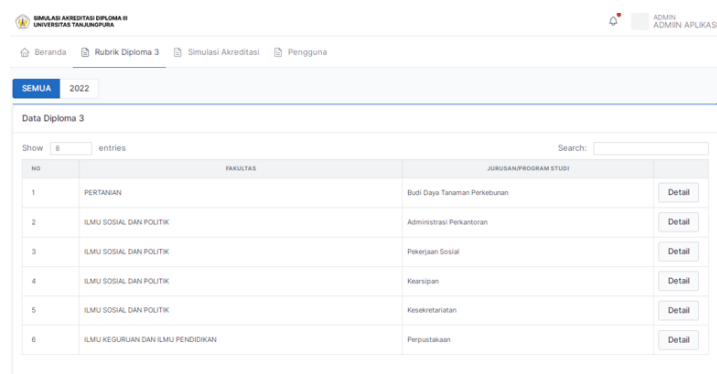 SIMULASI AKREDITASI DIPLOMA III
UNIVERSITAS TANJUNGPURA
ADMIN
ADMIIN APLIKAS
Beranda Rubrik Diploma 3 Simulasi Akreditasi Pengguna
SEMUA 2022
Data Diploma 3
Show 8 entries Search:
NO FAKULTAS JURUSAN/PROGRAM STUDI
1 PERTANIAN Budi Daya Tanaman Perkebunan Detail
2 ILMU SOSIAL DAN POLITIK Administrasi Perkantoran Detail
3 ILMU SOSIAL DAN POLITIK Pekerjaan Sosial Detail
4 ILMU SOSIAL DAN POLITIK Kearsipan Detail
5 ILMU SOSIAL DAN POLITIK Kesekretariatan Detail
6 ILMU KEGURUAN DAN ILMU PENDIDIKAN Perpustakaan Detail